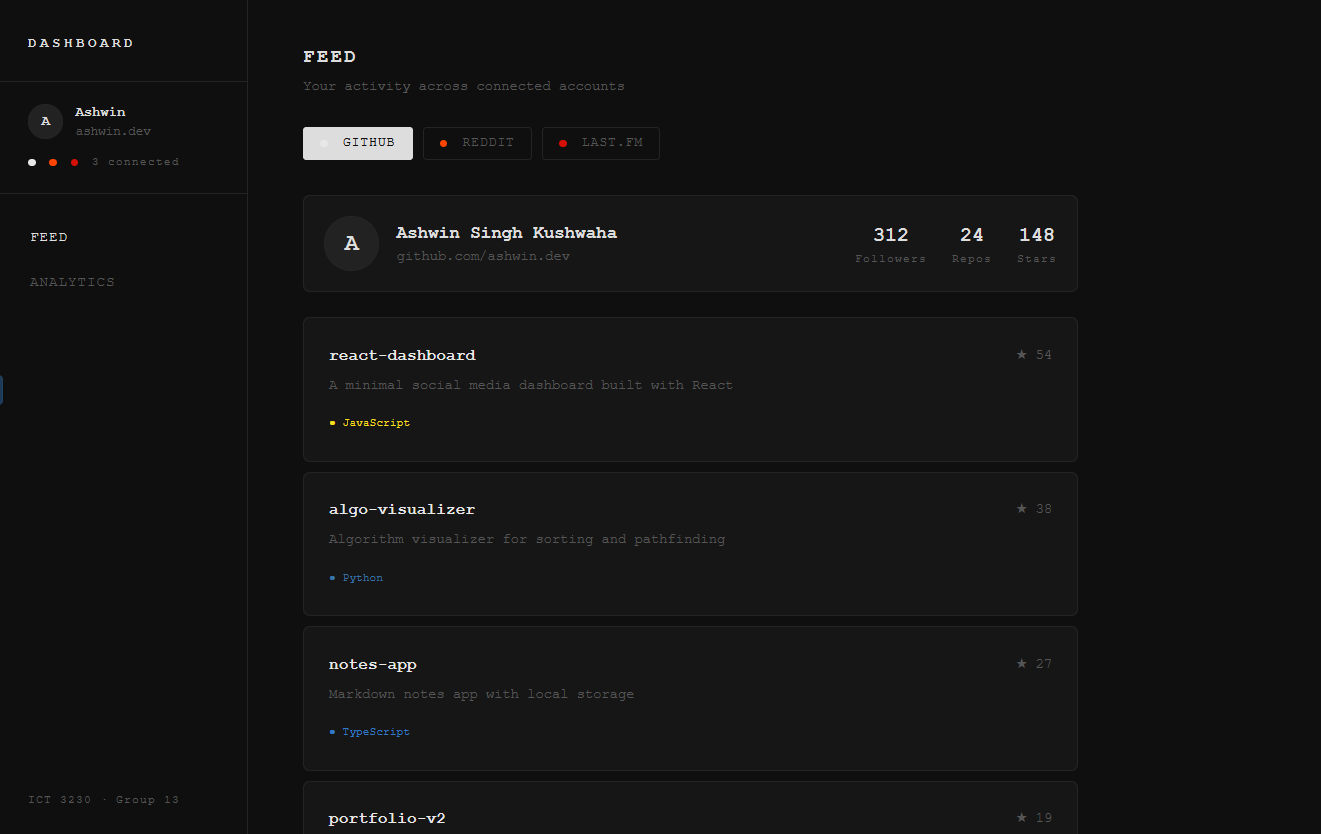 DASHBOARD
A
Ashwin
ashwin.dev
3 connected
FEED
ANALYTICS
ICT 3230 · Group 13
FEED
Your activity across connected accounts
GITHUB
REDDIT
LAST.FM
A
Ashwin Singh Kushwaha
github.com/ashwin.dev
312
Followers
24
Repos
148
Stars
react-dashboard
★ 54
A minimal social media dashboard built with React
JavaScript
algo-visualizer
★ 38
Algorithm visualizer for sorting and pathfinding
Python
notes-app
★ 27
Markdown notes app with local storage
TypeScript
portfolio-v2
★ 19